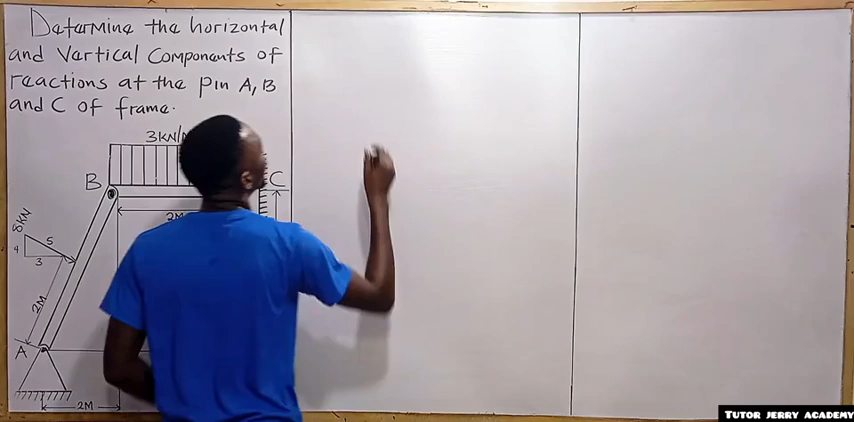 Determine the horizontal
and Vertical Components of
reactions at the pin A, B
and C of frame.
3KN/
B
C
2M
8KN
5
4
3
2M
A
2M
TUTOR JERRY ACADEMY